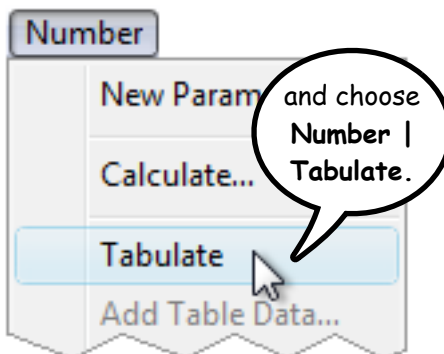 Number
New Param
and choose
Number |
Tabulate.
Calculate...
Tabulate
Add Table Data...